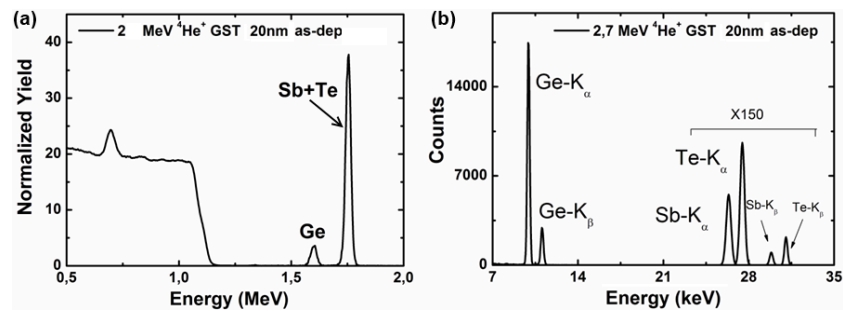 (a)
2 MeV ⁴He⁺ GST 20nm as-dep
Normalized Yield
40
30
20
10
0
Sb+Te
Ge
0,5
1,0
1,5
2,0
Energy (MeV)
(b)
2,7 MeV ⁴He⁺ GST 20nm as-dep
Counts
14000
7000
0
Ge-Kα
Ge-Kβ
X150
Te-Kα
Sb-Kα
Sb-Kβ
Te-Kβ
7
14
21
28
35
Energy (keV)